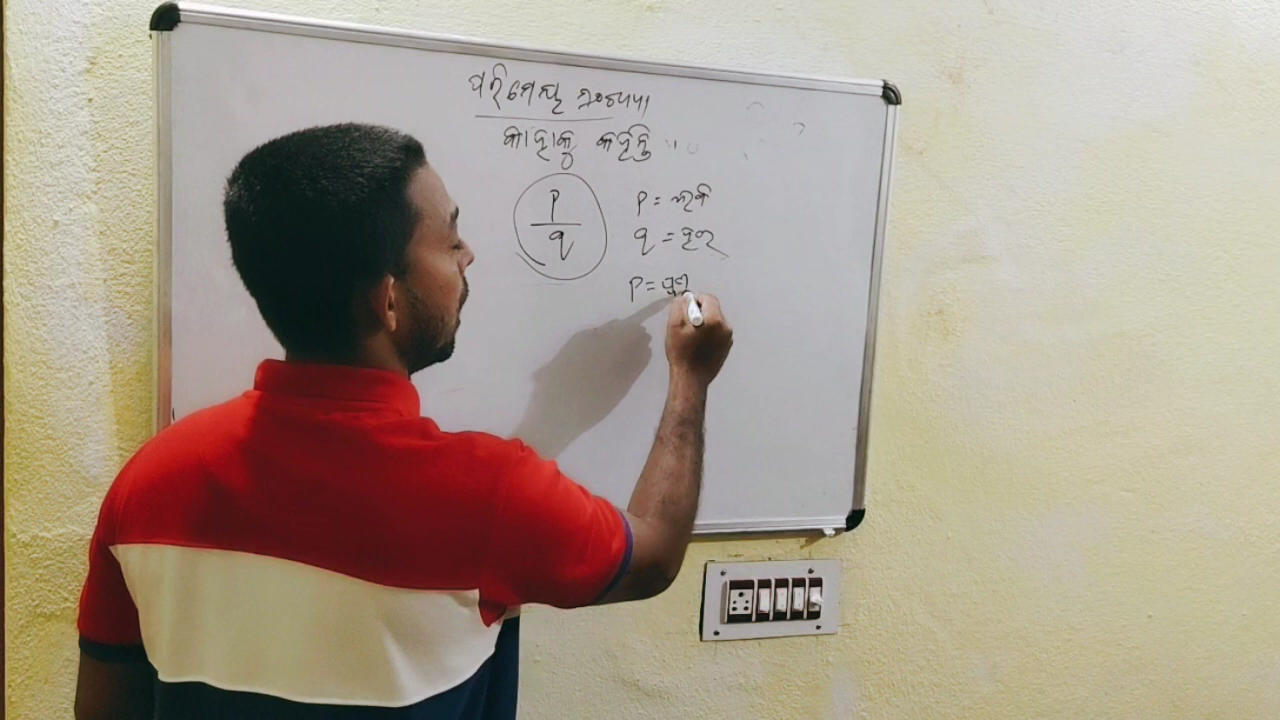 ପରିମେୟ ସଂଖ୍ୟା
କାହାକୁ କହନ୍ତି
P/q
P = ଲବ
q = ହର
P = ପୂର୍ଣ